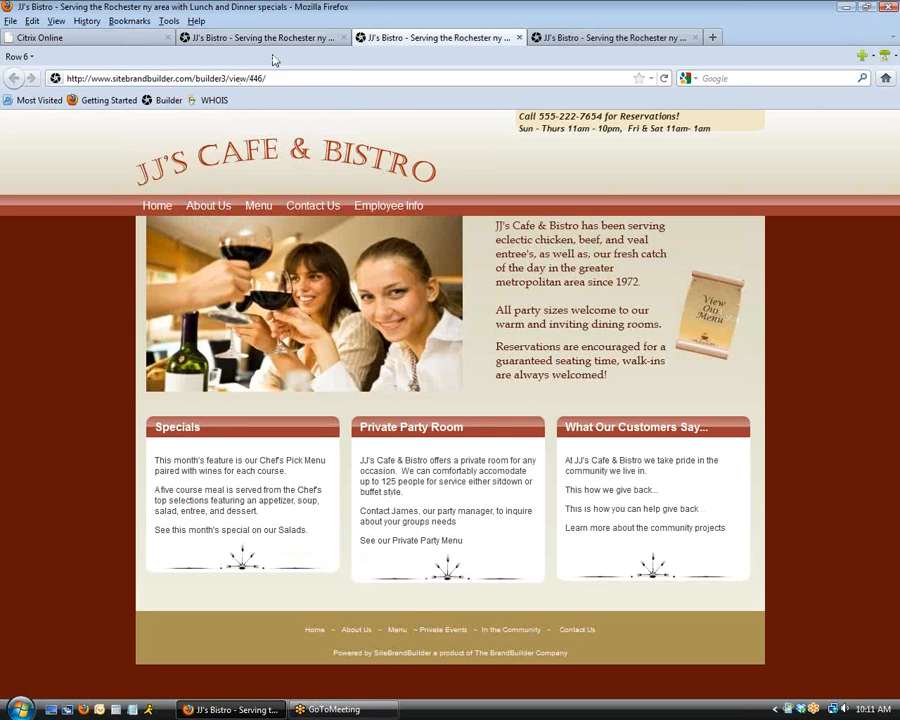 JJ's Bistro - Serving the Rochester ny area with Lunch and Dinner specials - Mozilla Firefox
File Edit View History Bookmarks Tools Help
Citrix Online
JJ's Bistro - Serving the Rochester ny ...
JJ's Bistro - Serving the Rochester ny ...
JJ's Bistro - Serving the Rochester ny ...
Row 6
http://www.sitebrandbuilder.com/builder3/view/446/
Google
Most Visited Getting Started Builder WHOIS
Call 555-222-7654 for Reservations!
Sun - Thurs 11am - 10pm, Fri & Sat 11am- 1am
JJ'S CAFE & BISTRO
Home About Us Menu Contact Us Employee Info
JJ's Cafe & Bistro has been serving
eclectic chicken, beef, and veal
entree's, as well as, our fresh catch
of the day in the greater
metropolitan area since 1972.
All party sizes welcome to our
warm and inviting dining rooms.
Reservations are encouraged for a
guaranteed seating time, walk-ins
are always welcomed!
View
Our
Menu
Specials
This month's feature is our Chef's Pick Menu
paired with wines for each course.
A five course meal is served from the Chef's
top selections featuring an appetizer, soup,
salad, entree, and dessert.
See this month's special on our Salads.
Private Party Room
JJ's Cafe & Bistro offers a private room for any
occasion. We can comfortably accomodate
up to 125 people for service either sitdown or
buffet style.
Contact James, our party manager, to inquire
about your groups needs
See our Private Party Menu
What Our Customers Say...
At JJ's Cafe & Bistro we take pride in the
community we live in.
This how we give back...
This is how you can help give back...
Learn more about the community projects
Home ~ About Us ~ Menu ~ Private Events ~ In the Community ~ Contact Us
Powered by SiteBrandBuilder a product of The BrandBuilder Company
JJ's Bistro - Serving t...
GoToMeeting
10:11 AM